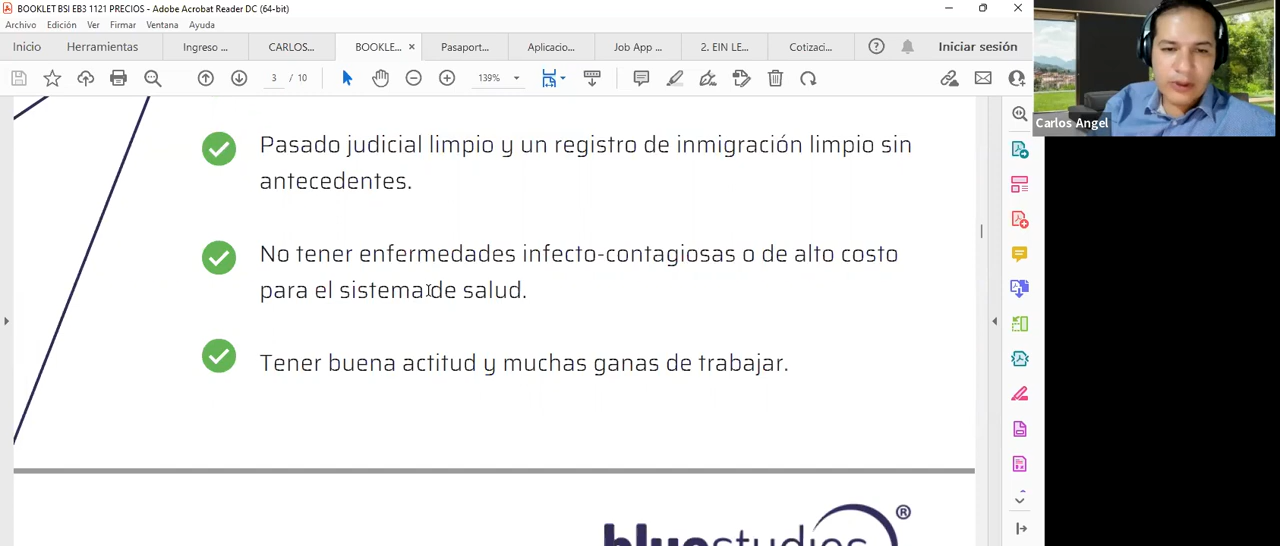 BOOKLET BSI EB3 1121 PRECIOS - Adobe Acrobat Reader DC (64-bit)
Archivo Edición Ver Firmar Ventana Ayuda
Inicio Herramientas Ingreso ... CARLOS... BOOKLE... × Pasaport... Aplicacio... Job App ... 2. EIN LE... Cotizaci... Iniciar sesión
3 / 10 139%
Carlos Angel
Pasado judicial limpio y un registro de inmigración limpio sin
antecedentes.
No tener enfermedades infecto-contagiosas o de alto costo
para el sistema de salud.
Tener buena actitud y muchas ganas de trabajar.
bluestudies ®